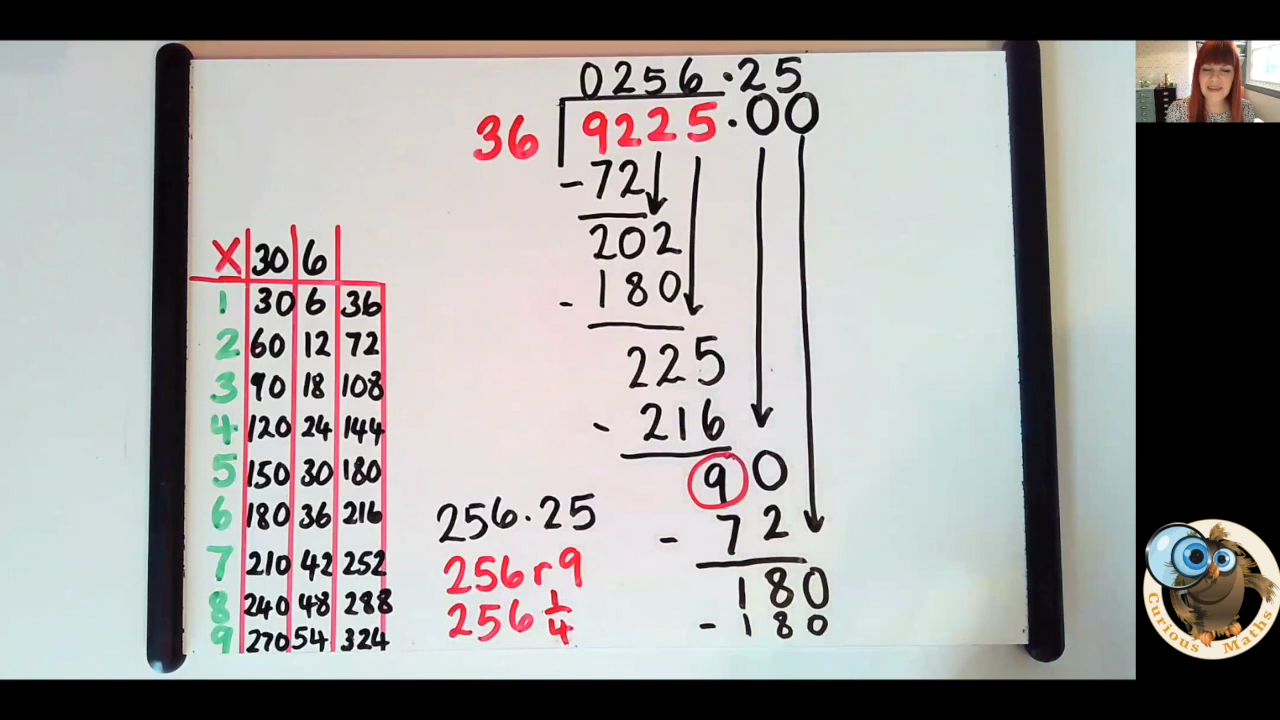 0256.25
36 9225.00
-72
202
- 180
225
- 216
90
- 72
180
- 180
X 30 6
1 30 6 36
2 60 12 72
3 90 18 108
4 120 24 144
5 150 30 180
6 180 36 216
7 210 42 252
8 240 48 288
9 270 54 324
256.25
256 r 9
256 1/4
Curious Maths